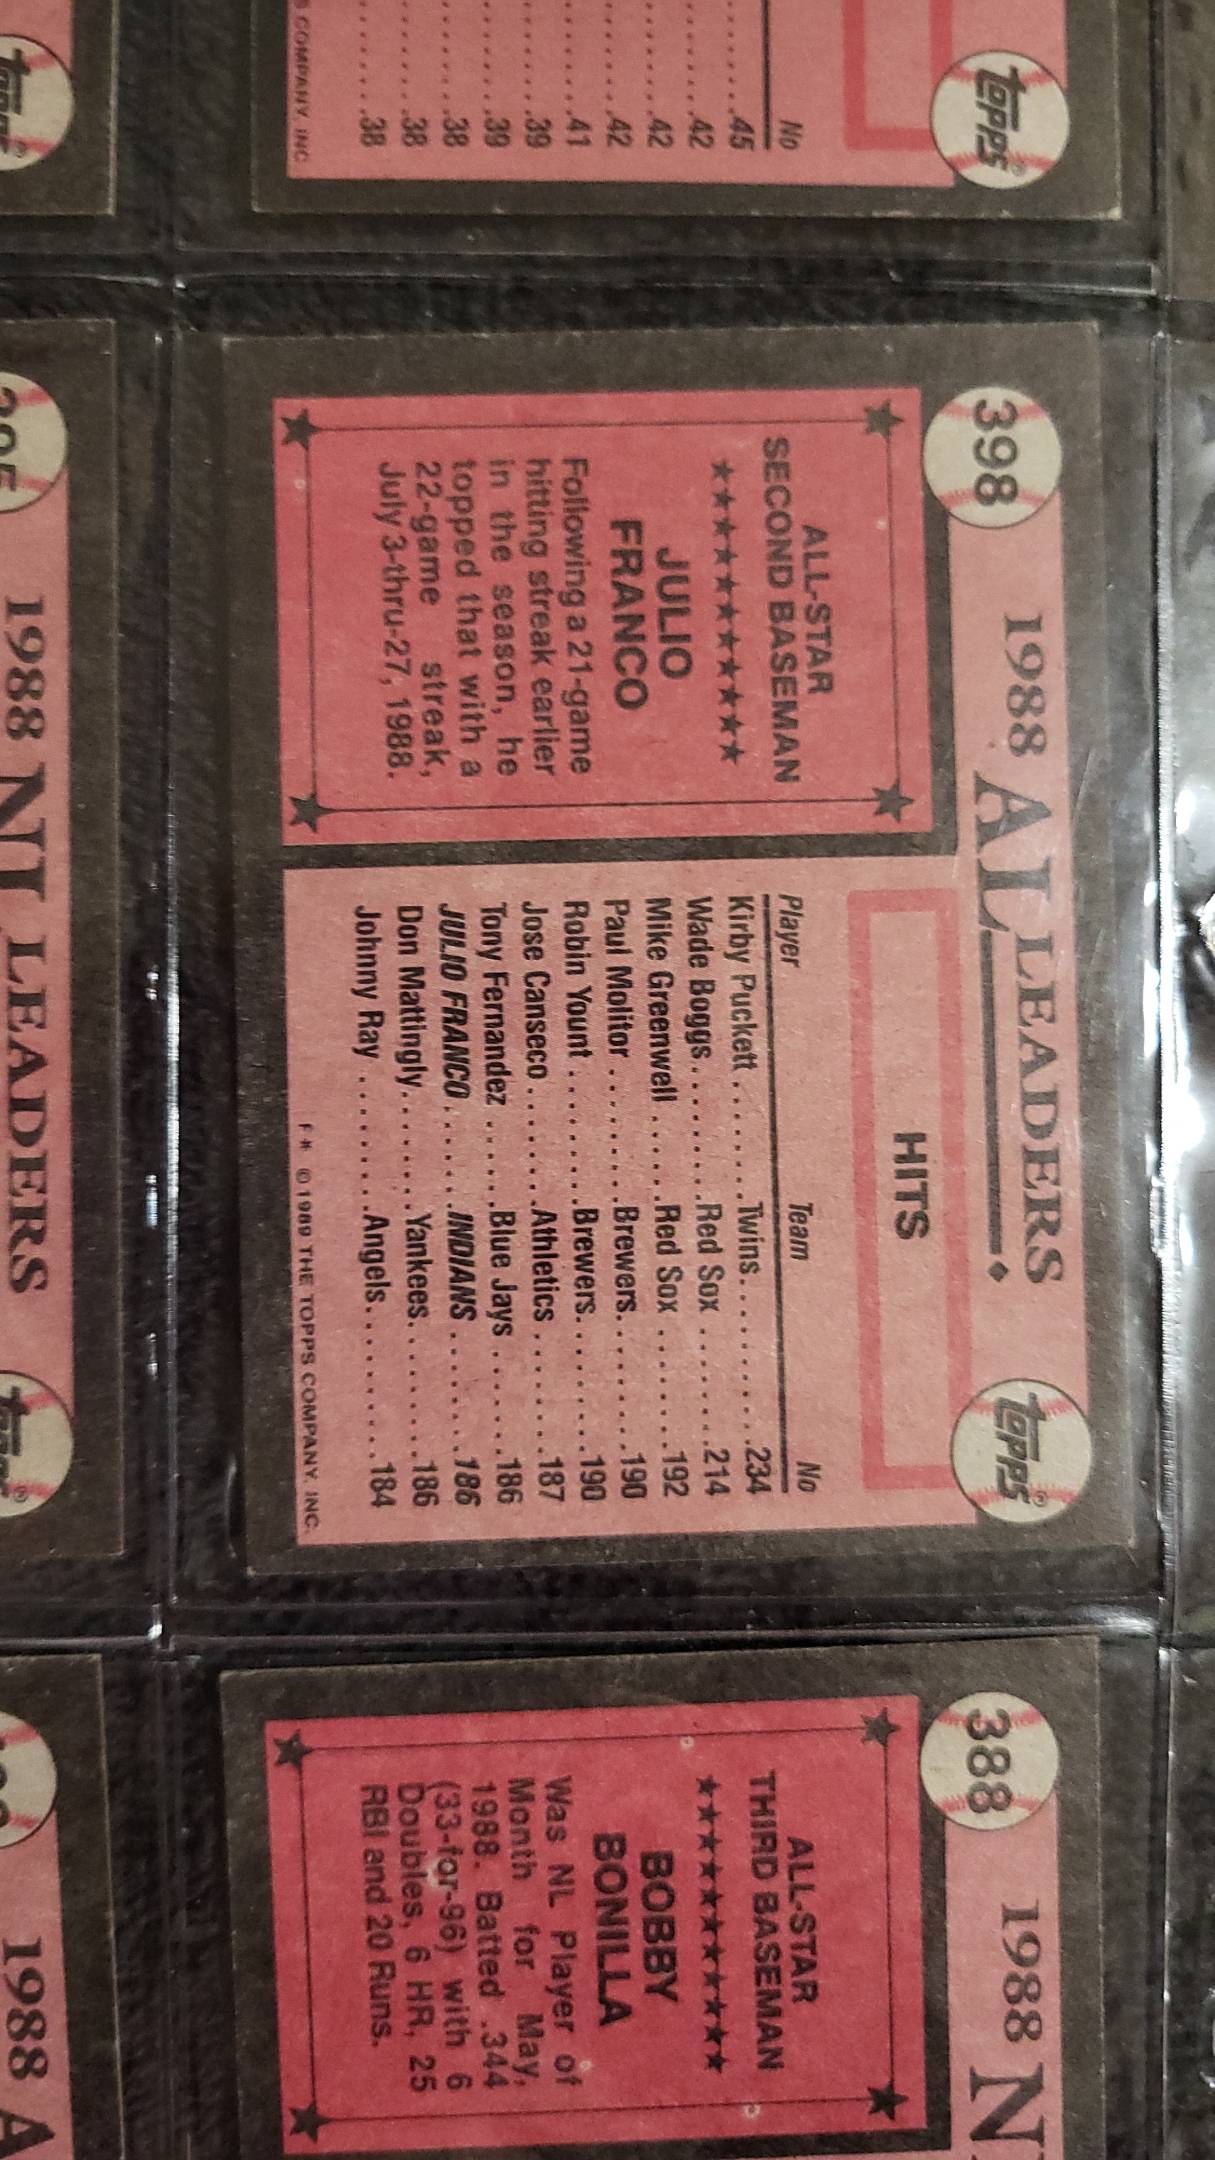 topps®
No
.45
.42
.42
.42
.41
.39
.39
.38
.38
.38
COMPANY. INC
398
1988 AL LEADERS
topps®
ALL-STAR
SECOND BASEMAN
★★★★★★★★★★★
JULIO
FRANCO
Following a 21-game
hitting streak earlier
in the season, he
topped that with a
22-game streak,
July 3-thru-27, 1988.
HITS
Player Team No
Kirby Puckett.........Twins...........234
Wade Boggs.........Red Sox.........214
Mike Greenwell......Red Sox.........192
Paul Molitor..........Brewers.........190
Robin Yount..........Brewers.........190
Jose Canseco........Athletics.........187
Tony Fernandez......Blue Jays........186
JULIO FRANCO.......INDIANS.........186
Don Mattingly........Yankees.........186
Johnny Ray..........Angels...........184
F* ©1989 THE TOPPS COMPANY. INC.
388
1988 N
ALL-STAR
THIRD BASEMAN
★★★★★★★★★★★
BOBBY
BONILLA
Was NL Player of
Month for May,
1988. Batted .344
(33-for-96) with 6
Doubles, 6 HR, 25
RBI and 20 Runs.
topps®
1988 NL LEADERS
topps®
1988 A